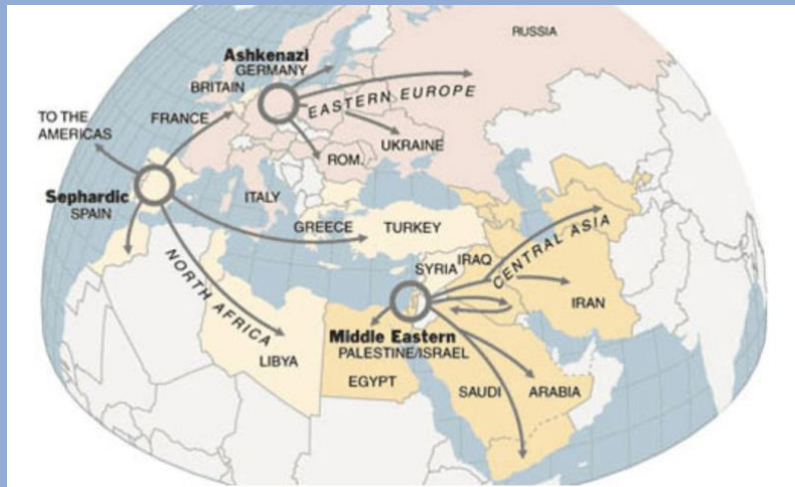 RUSSIA
Ashkenazi
GERMANY
BRITAIN
EASTERN EUROPE
TO THE
AMERICAS
FRANCE
UKRAINE
ROM.
Sephardic
SPAIN
ITALY
GREECE
TURKEY
NORTH AFRICA
SYRIA
IRAQ
CENTRAL ASIA
IRAN
Middle Eastern
PALESTINE/ISRAEL
LIBYA
EGYPT
SAUDI ARABIA